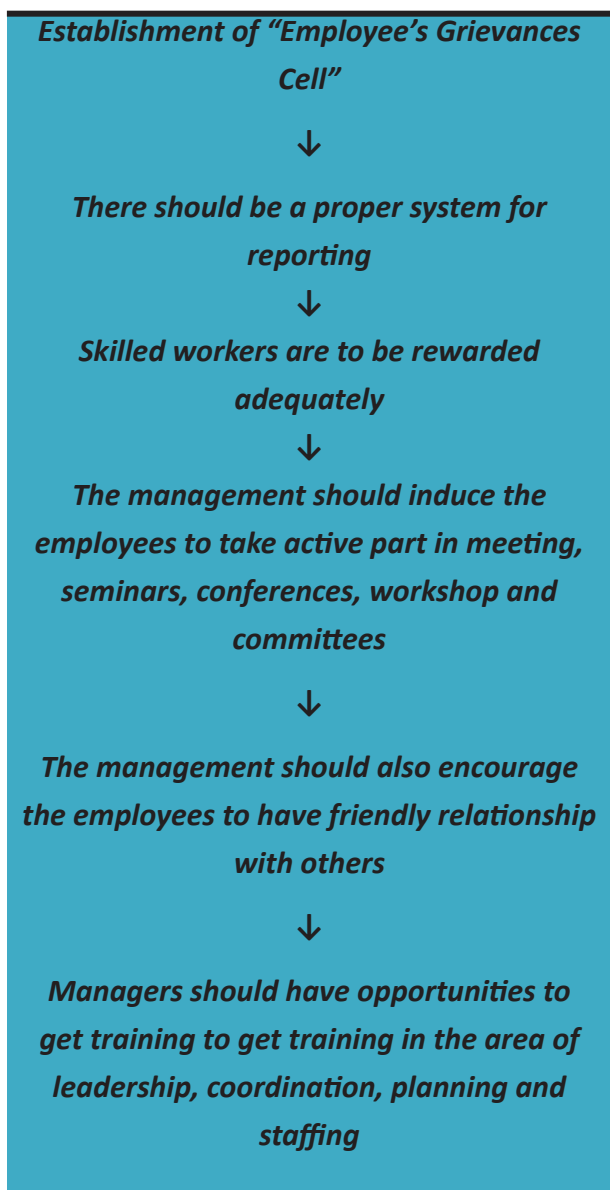 Establishment of “Employee’s Grievances
Cell”
↓
There should be a proper system for
reporting
↓
Skilled workers are to be rewarded
adequately
↓
The management should induce the
employees to take active part in meeting,
seminars, conferences, workshop and
committees
↓
The management should also encourage
the employees to have friendly relationship
with others
↓
Managers should have opportunities to
get training to get training in the area of
leadership, coordination, planning and
staffing